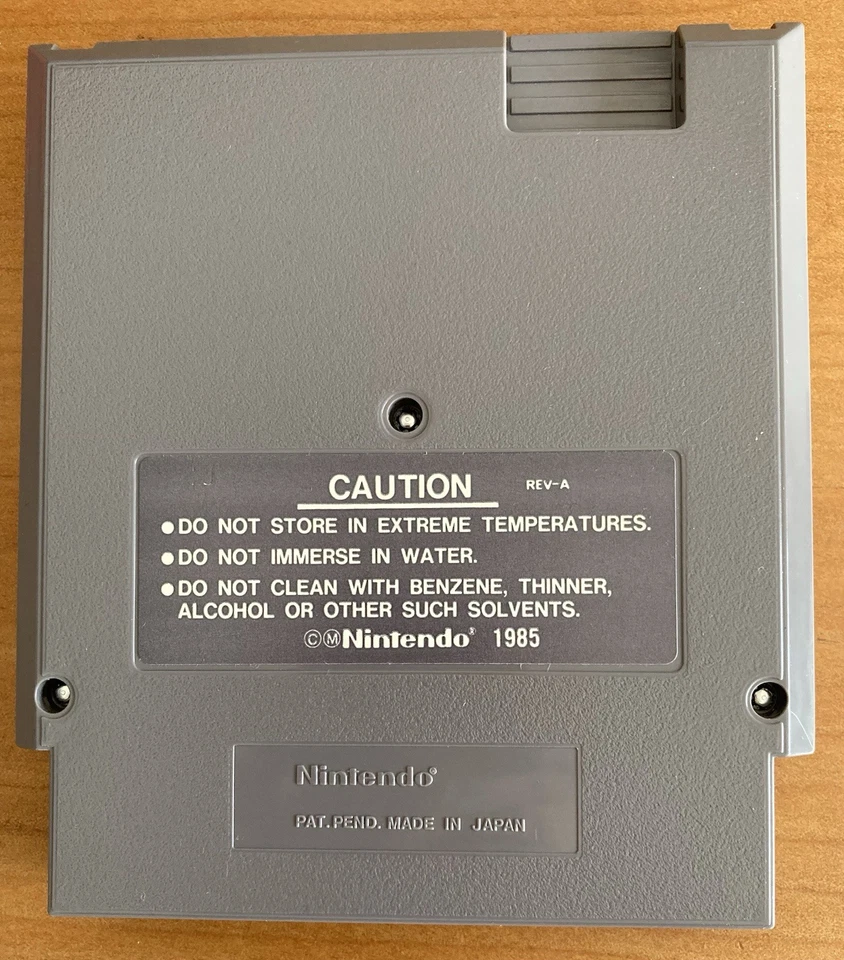 CAUTION REV-A
●DO NOT STORE IN EXTREME TEMPERATURES.
●DO NOT IMMERSE IN WATER.
●DO NOT CLEAN WITH BENZENE, THINNER,
ALCOHOL OR OTHER SUCH SOLVENTS.
©ⓂNintendo® 1985
Nintendo®
PAT. PEND. MADE IN JAPAN